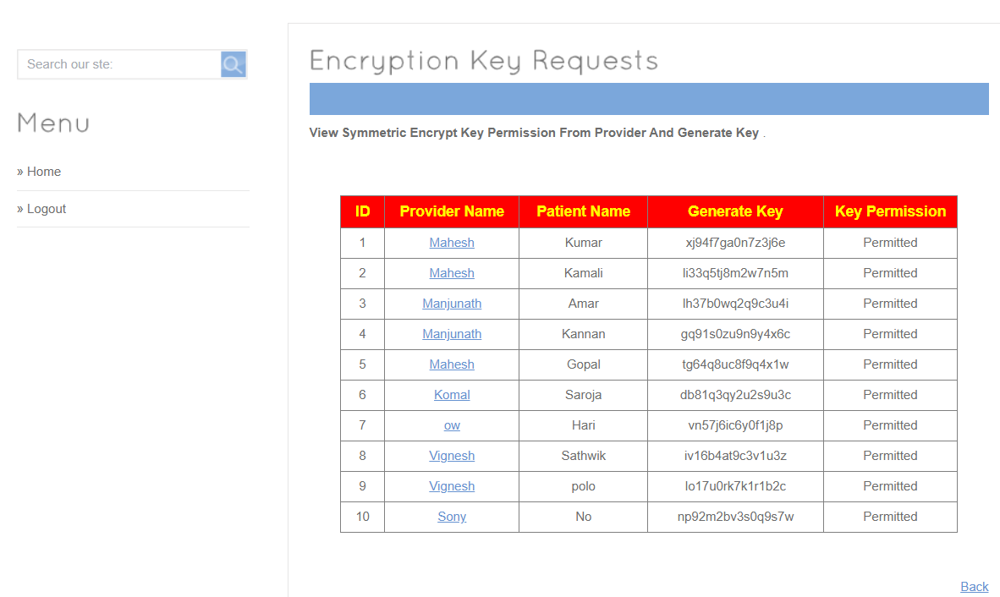 Search our ste:
Menu
» Home
» Logout
Encryption Key Requests
View Symmetric Encrypt Key Permission From Provider And Generate Key .
ID Provider Name Patient Name Generate Key Key Permission
1 Mahesh Kumar xj94f7ga0n7z3j6e Permitted
2 Mahesh Kamali li33q5tj8m2w7n5m Permitted
3 Manjunath Amar lh37b0wq2q9c3u4i Permitted
4 Manjunath Kannan gq91s0zu9n9y4x6c Permitted
5 Mahesh Gopal tg64q8uc8f9q4x1w Permitted
6 Komal Saroja db81q3qy2u2s9u3c Permitted
7 ow Hari vn57j6ic6y0f1j8p Permitted
8 Vignesh Sathwik iv16b4at9c3v1u3z Permitted
9 Vignesh polo lo17u0rk7k1r1b2c Permitted
10 Sony No np92m2bv3s0q9s7w Permitted
Back